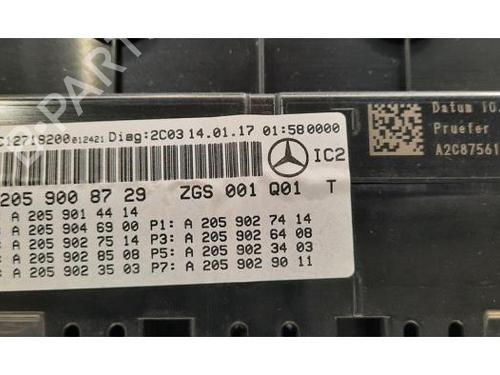 C12719200012421 Diag:2C03 14.01.17 01:580000
IC2
205 900 87 29 ZGS 001 Q01 T
: A 205 901 44 14
: A 205 904 69 00 P1: A 205 902 74 14
: A 205 902 75 14 P3: A 205 902 64 08
: A 205 902 85 08 P5: A 205 902 34 03
: A 205 902 35 03 P7: A 205 902 90 11
Datum 10.
Pruefer
A2C87561